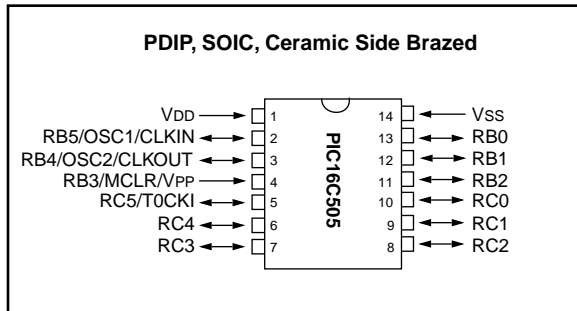 PDIP, SOIC, Ceramic Side Brazed
VDD 1 14 VSS
RB5/OSC1/CLKIN 2 13 RB0
RB4/OSC2/CLKOUT 3 12 RB1
RB3/MCLR/VPP 4 11 RB2
RC5/T0CKI 5 10 RC0
RC4 6 9 RC1
RC3 7 8 RC2
PIC16C505